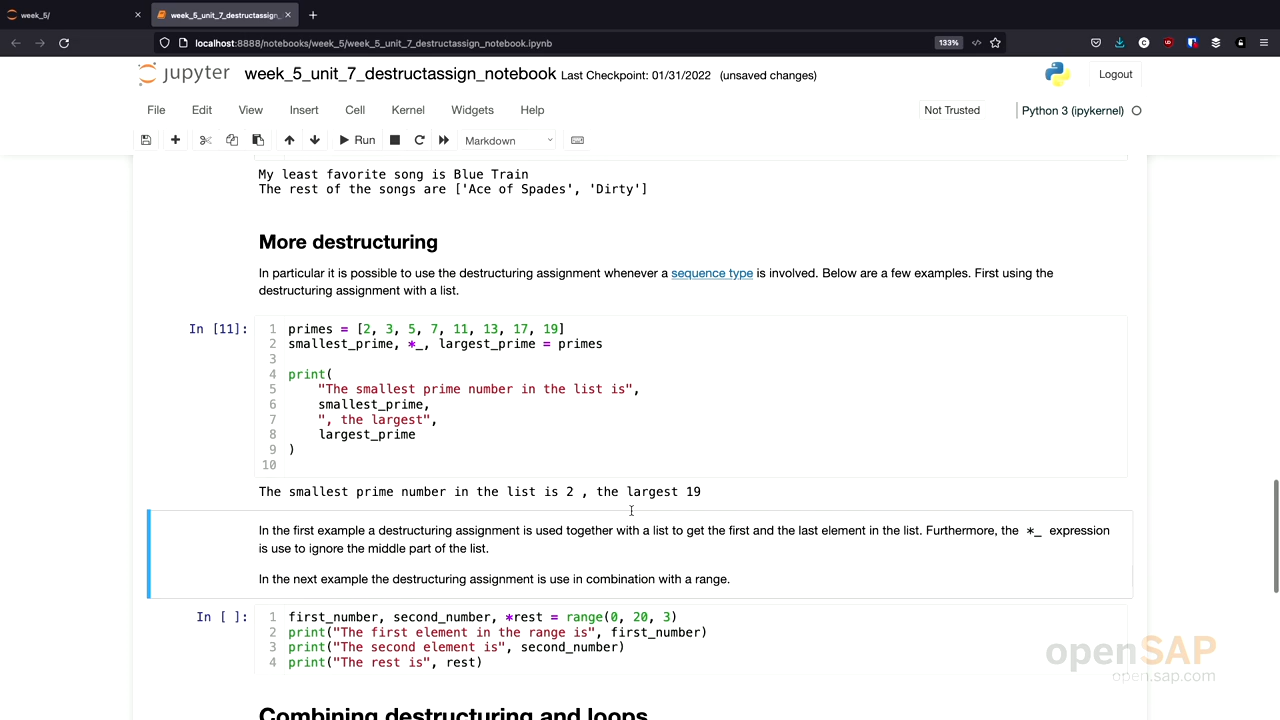 week_5/
week_5_unit_7_destructassign_
localhost:8888/notebooks/week_5/week_5_unit_7_destructassign_notebook.ipynb
133%
jupyter week_5_unit_7_destructassign_notebook Last Checkpoint: 01/31/2022 (unsaved changes)
Logout
File Edit View Insert Cell Kernel Widgets Help
Not Trusted Python 3 (ipykernel)
Run Markdown
My least favorite song is Blue Train
The rest of the songs are ['Ace of Spades', 'Dirty']
More destructuring
In particular it is possible to use the destructuring assignment whenever a sequence type is involved. Below are a few examples. First using the
destructuring assignment with a list.
In [11]:
1 primes = [2, 3, 5, 7, 11, 13, 17, 19]
2 smallest_prime, *_, largest_prime = primes
3
4 print(
5 "The smallest prime number in the list is",
6 smallest_prime,
7 ", the largest",
8 largest_prime
9 )
10
The smallest prime number in the list is 2 , the largest 19
In the first example a destructuring assignment is used together with a list to get the first and the last element in the list. Furthermore, the *_ expression
is use to ignore the middle part of the list.
In the next example the destructuring assignment is use in combination with a range.
In [ ]:
1 first_number, second_number, *rest = range(0, 20, 3)
2 print("The first element in the range is", first_number)
3 print("The second element is", second_number)
4 print("The rest is", rest)
openSAP
open.sap.com
Combining destructuring and loops